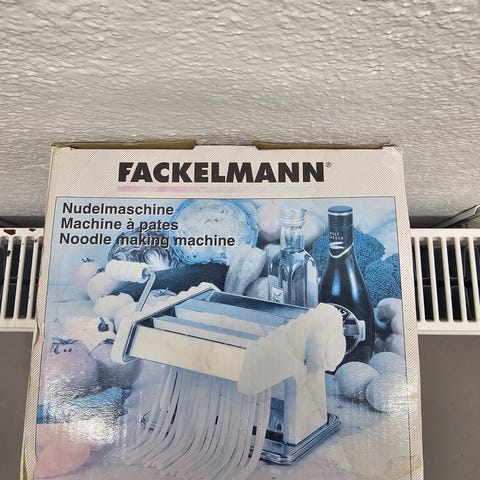 FACKELMANN®
Nudelmaschine
Machine à pates
Noodle making machine